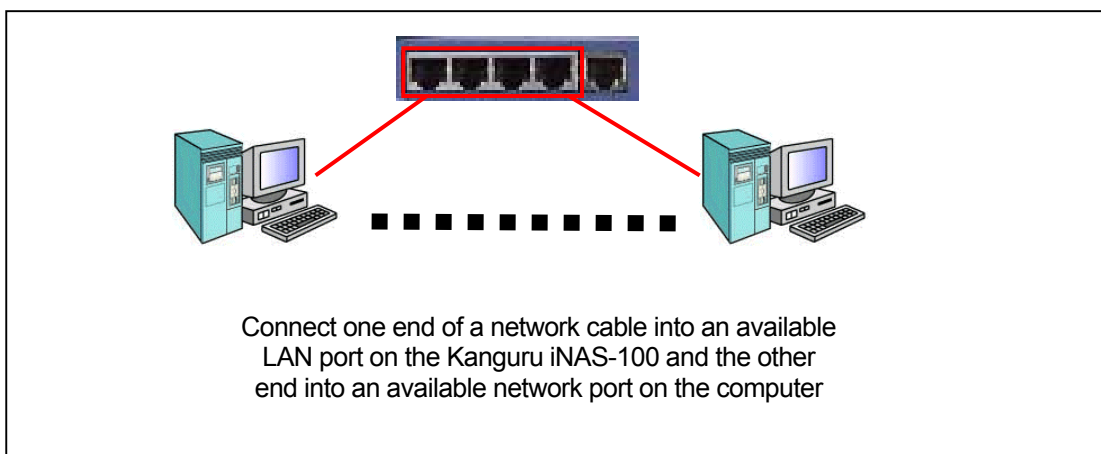 Connect one end of a network cable into an available
LAN port on the Kanguru iNAS-100 and the other
end into an available network port on the computer